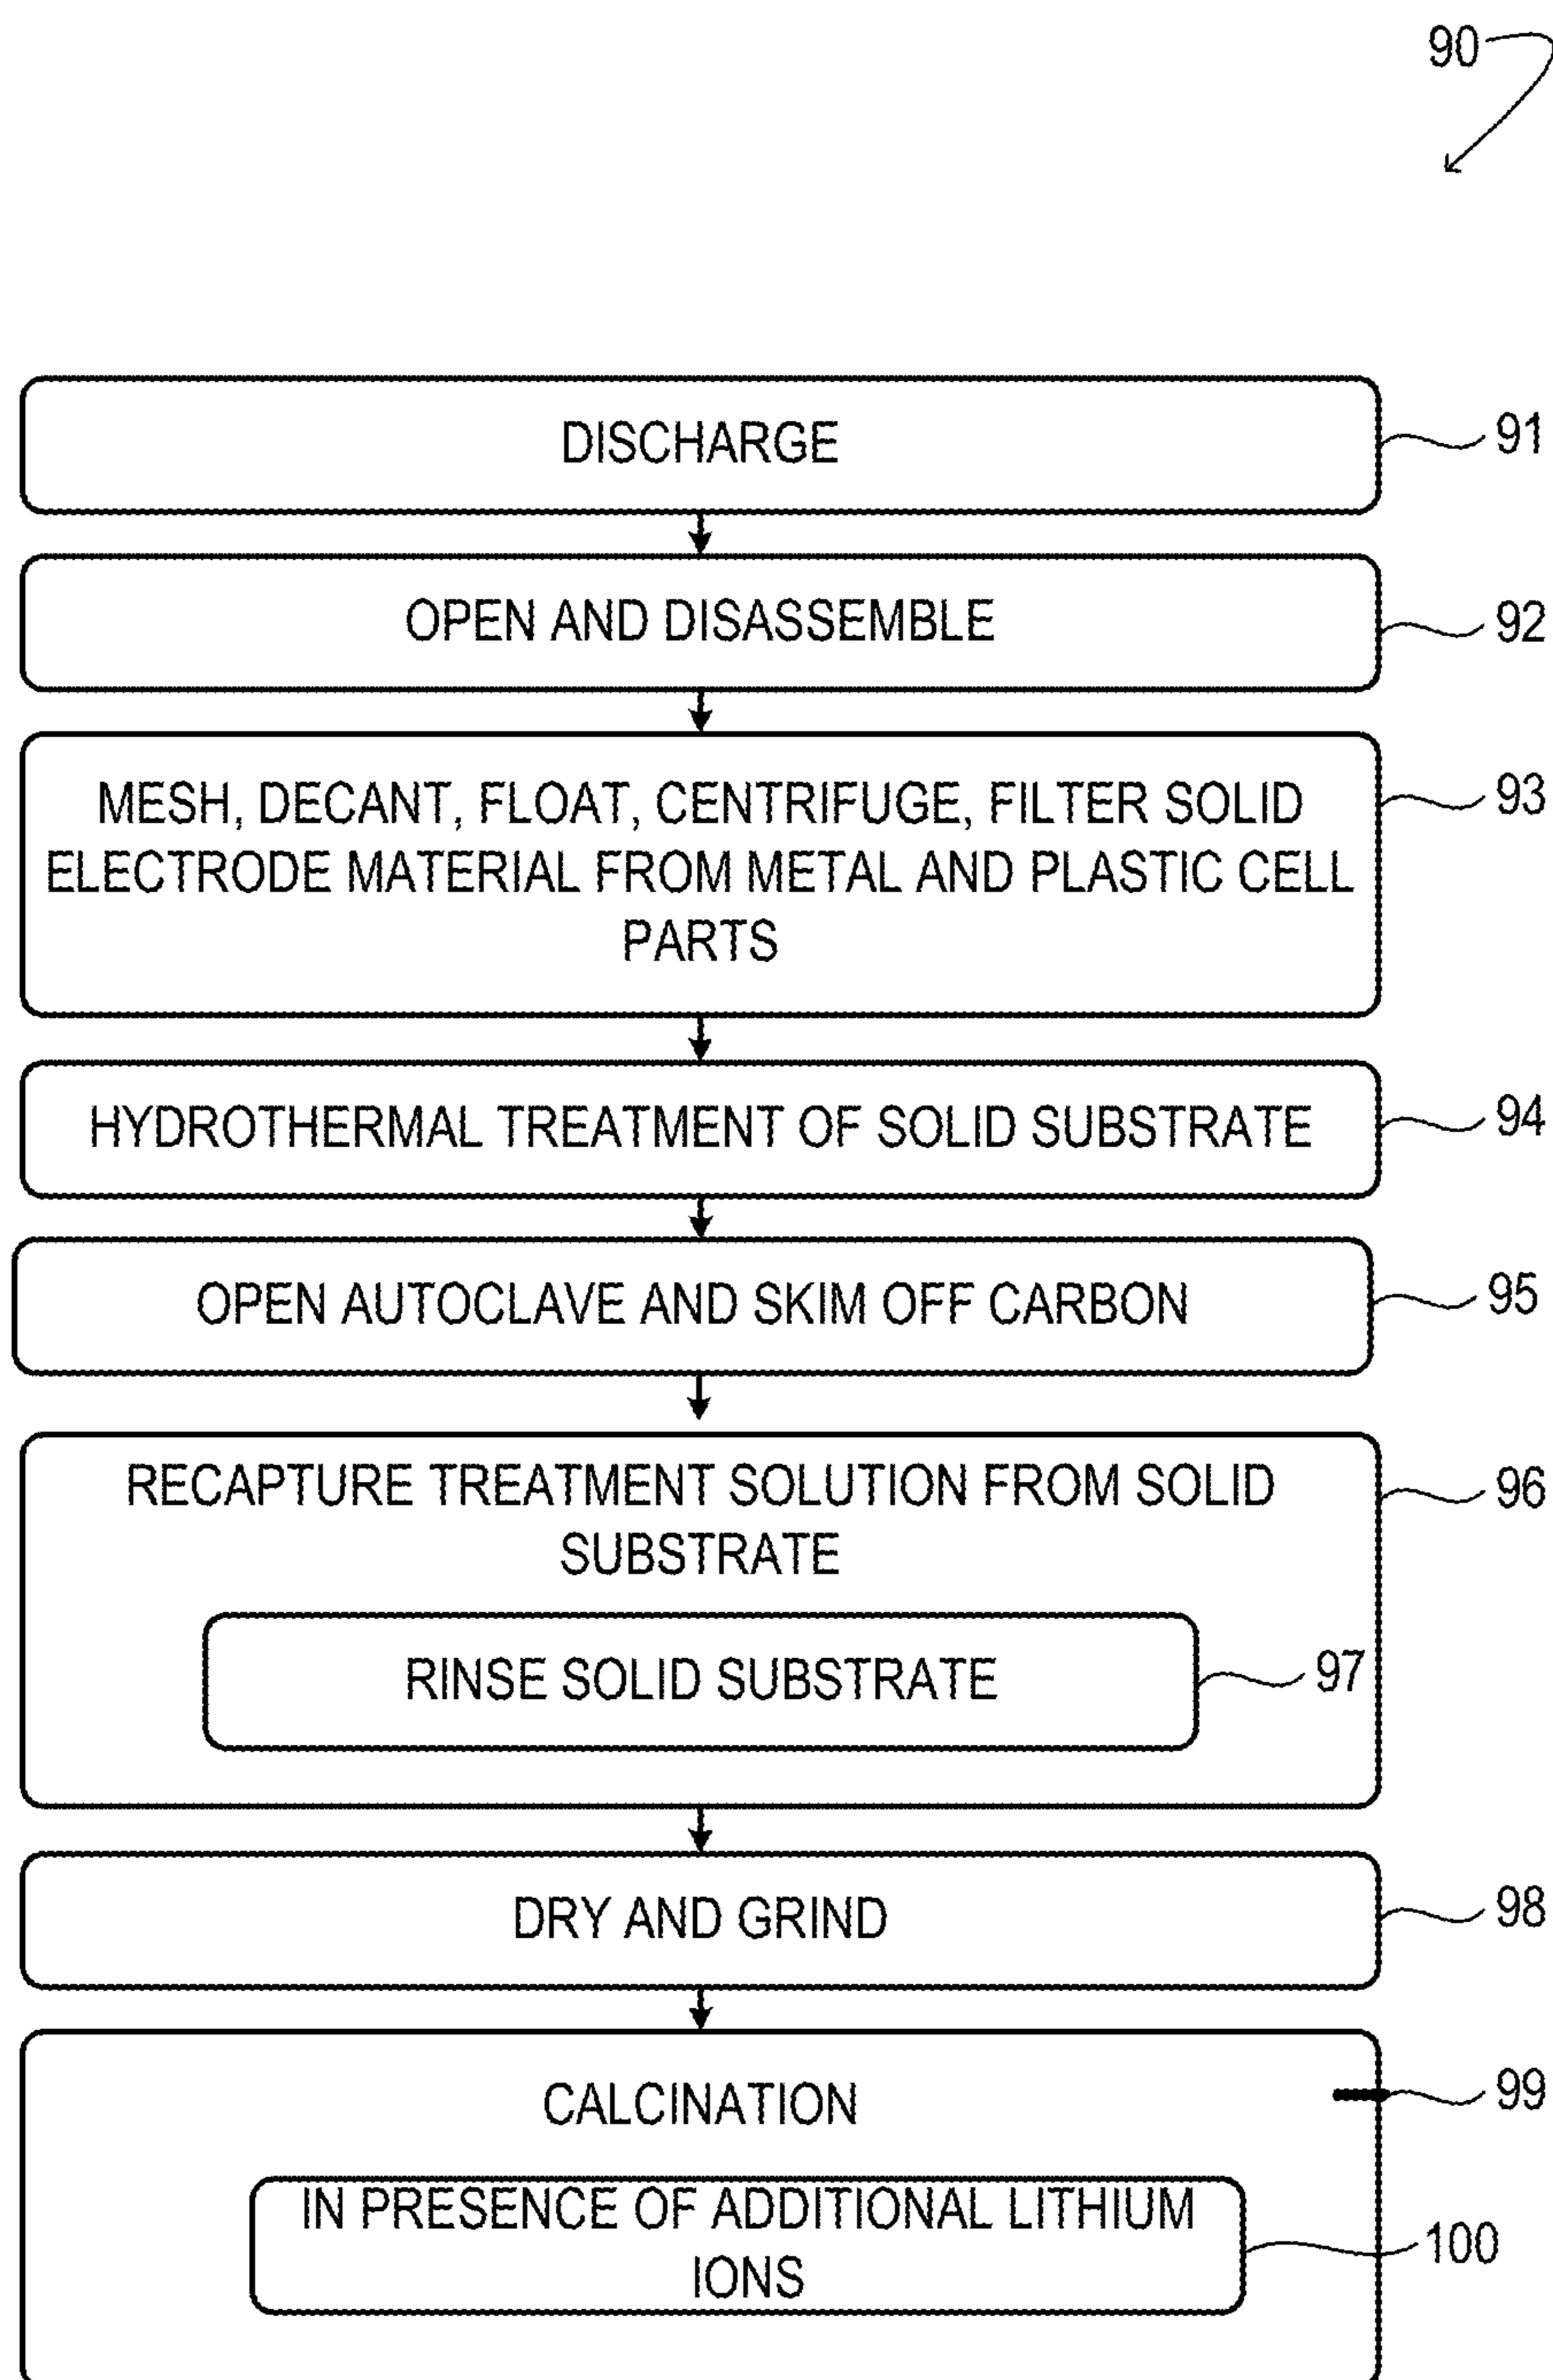 90
DISCHARGE
91
OPEN AND DISASSEMBLE
92
MESH, DECANT, FLOAT, CENTRIFUGE, FILTER SOLID
ELECTRODE MATERIAL FROM METAL AND PLASTIC CELL
PARTS
93
HYDROTHERMAL TREATMENT OF SOLID SUBSTRATE
94
OPEN AUTOCLAVE AND SKIM OFF CARBON
95
RECAPTURE TREATMENT SOLUTION FROM SOLID
SUBSTRATE
96
RINSE SOLID SUBSTRATE
97
DRY AND GRIND
98
CALCINATION
99
IN PRESENCE OF ADDITIONAL LITHIUM
IONS
100